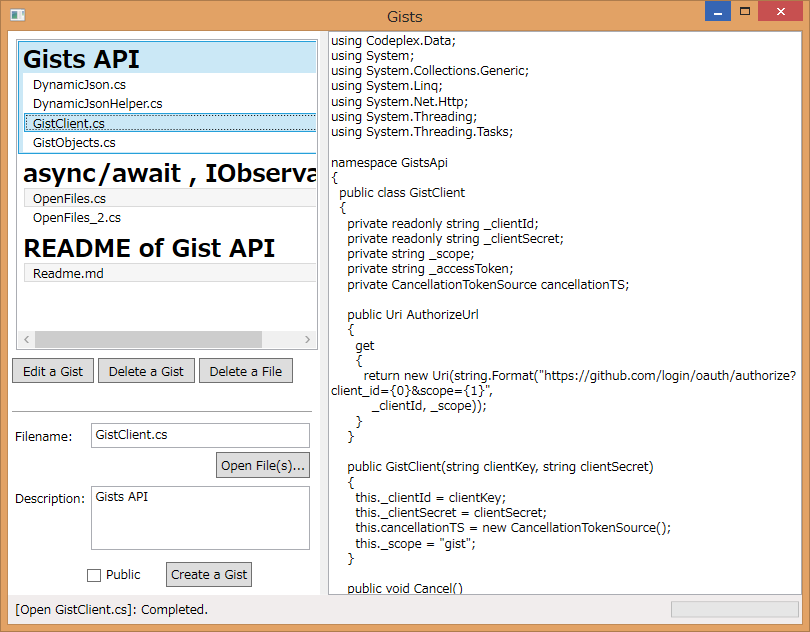 Gists
Gists API
DynamicJson.cs
DynamicJsonHelper.cs
GistClient.cs
GistObjects.cs
async/await , IObserva
OpenFiles.cs
OpenFiles_2.cs
README of Gist API
Readme.md
Edit a Gist
Delete a Gist
Delete a File
Filename:
GistClient.cs
Open File(s)...
Description:
Gists API
Public
Create a Gist
using Codeplex.Data;
using System;
using System.Collections.Generic;
using System.Linq;
using System.Net.Http;
using System.Threading;
using System.Threading.Tasks;
namespace GistsApi
{
public class GistClient
{
private readonly string _clientId;
private readonly string _clientSecret;
private string _scope;
private string _accessToken;
private CancellationTokenSource cancellationTS;
public Uri AuthorizeUrl
{
get
{
return new Uri(string.Format("https://github.com/login/oauth/authorize?
client_id={0}&scope={1}",
_clientId, _scope));
}
}
public GistClient(string clientKey, string clientSecret)
{
this._clientId = clientKey;
this._clientSecret = clientSecret;
this.cancellationTS = new CancellationTokenSource();
this._scope = "gist";
}
public void Cancel()
[Open GistClient.cs]: Completed.